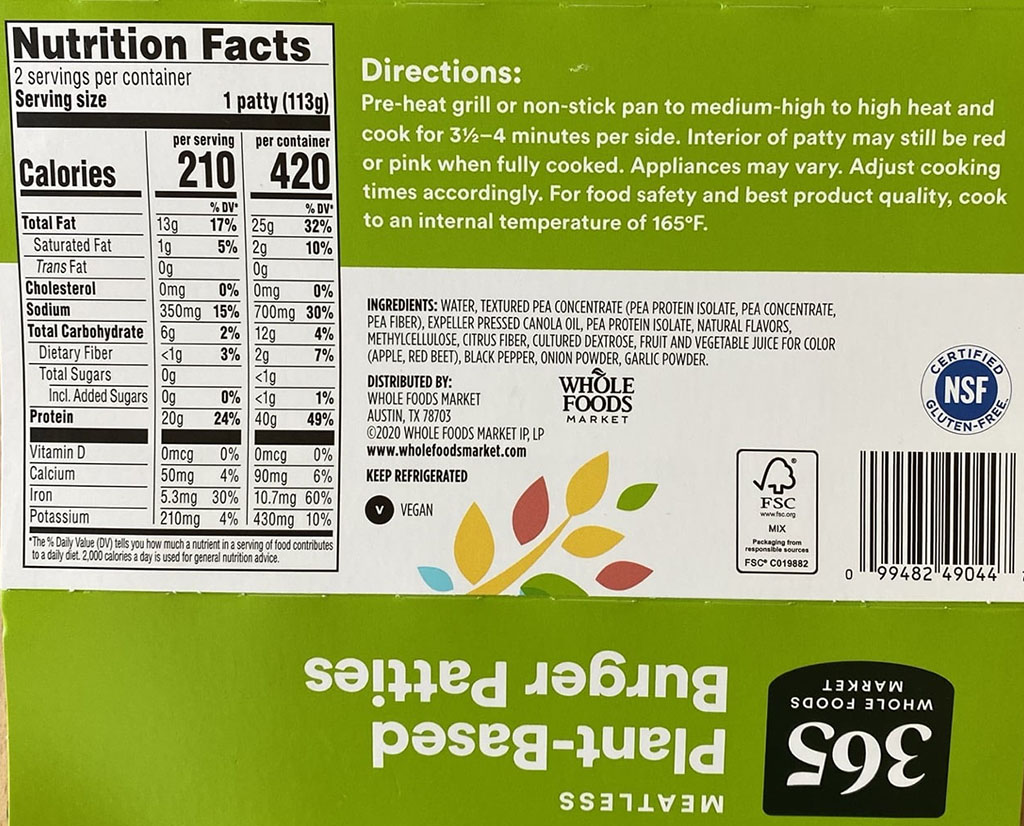 Nutrition Facts
2 servings per container
Serving size 1 patty (113g)
per serving per container
Calories 210 420
% DV* % DV*
Total Fat 13g 17% 25g 32%
Saturated Fat 1g 5% 2g 10%
Trans Fat 0g 0g
Cholesterol 0mg 0% 0mg 0%
Sodium 350mg 15% 700mg 30%
Total Carbohydrate 6g 2% 12g 4%
Dietary Fiber <1g 3% 2g 7%
Total Sugars 0g <1g
Incl. Added Sugars 0g 0% <1g 1%
Protein 20g 24% 40g 49%
Vitamin D 0mcg 0% 0mcg 0%
Calcium 50mg 4% 90mg 6%
Iron 5.3mg 30% 10.7mg 60%
Potassium 210mg 4% 430mg 10%
*The % Daily Value (DV) tells you how much a nutrient in a serving of food contributes
to a daily diet. 2,000 calories a day is used for general nutrition advice.
Directions:
Pre-heat grill or non-stick pan to medium-high to high heat and
cook for 3½–4 minutes per side. Interior of patty may still be red
or pink when fully cooked. Appliances may vary. Adjust cooking
times accordingly. For food safety and best product quality, cook
to an internal temperature of 165°F.
INGREDIENTS: WATER, TEXTURED PEA CONCENTRATE (PEA PROTEIN ISOLATE, PEA CONCENTRATE,
PEA FIBER), EXPELLER PRESSED CANOLA OIL, PEA PROTEIN ISOLATE, NATURAL FLAVORS,
METHYLCELLULOSE, CITRUS FIBER, CULTURED DEXTROSE, FRUIT AND VEGETABLE JUICE FOR COLOR
(APPLE, RED BEET), BLACK PEPPER, ONION POWDER, GARLIC POWDER.
DISTRIBUTED BY:
WHOLE FOODS MARKET
AUSTIN, TX 78703
©2020 WHOLE FOODS MARKET IP, LP
www.wholefoodsmarket.com
KEEP REFRIGERATED
V VEGAN
WHOLE
FOODS
MARKET
CERTIFIED
NSF
GLUTEN-FREE
FSC
www.fsc.org
MIX
Packaging from
responsible sources
FSC® C019882
0 99482 49044
MEATLESS
Plant-Based
Burger Patties
365
WHOLE FOODS
MARKET